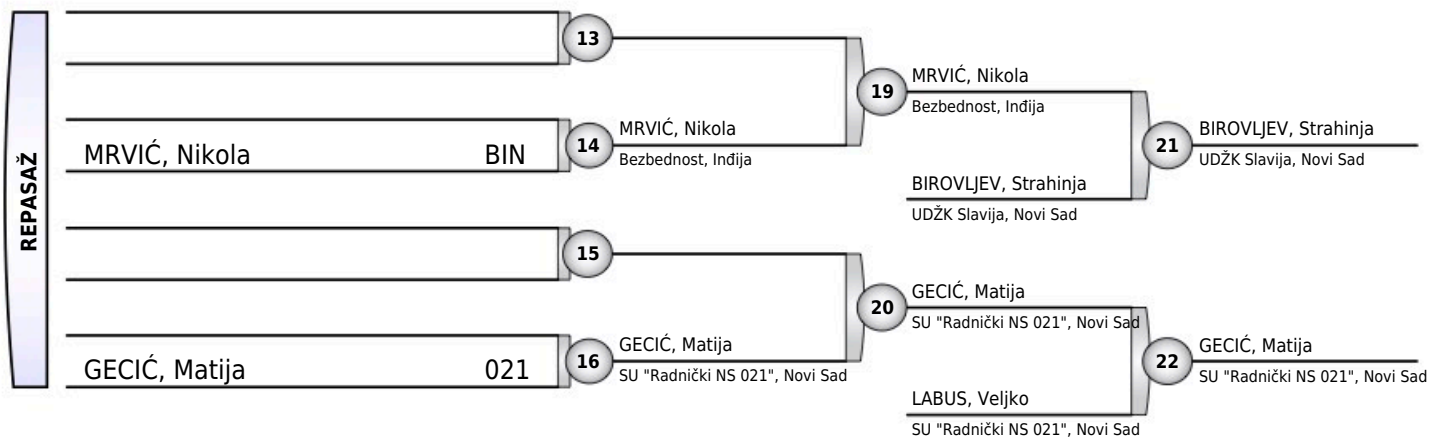 REPASAŽ
13
MRVIĆ, Nikola BIN
14
MRVIĆ, Nikola
Bezbednost, Inđija
19
MRVIĆ, Nikola
Bezbednost, Inđija
BIROVLJEV, Strahinja
UDŽK Slavija, Novi Sad
21
BIROVLJEV, Strahinja
UDŽK Slavija, Novi Sad
15
GECIĆ, Matija 021
16
GECIĆ, Matija
SU "Radnički NS 021", Novi Sad
20
GECIĆ, Matija
SU "Radnički NS 021", Novi Sad
LABUS, Veljko
SU "Radnički NS 021", Novi Sad
22
GECIĆ, Matija
SU "Radnički NS 021", Novi Sad